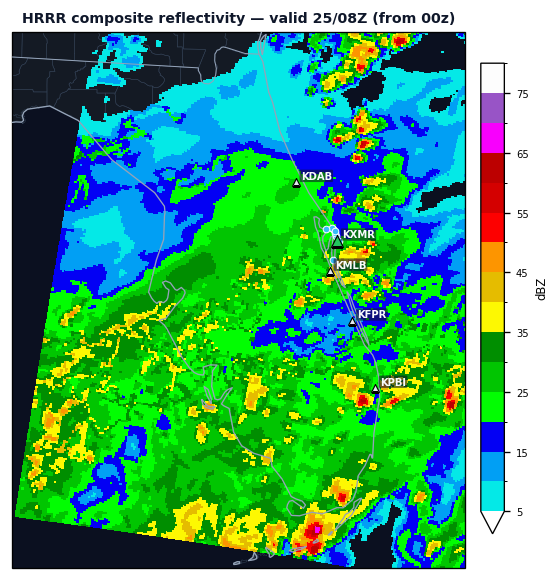 HRRR composite reflectivity — valid 25/08Z (from 00z)
KDAB
KXMR
KMLB
KFPR
KPBI
75
65
55
45
35
25
15
5
dBZ